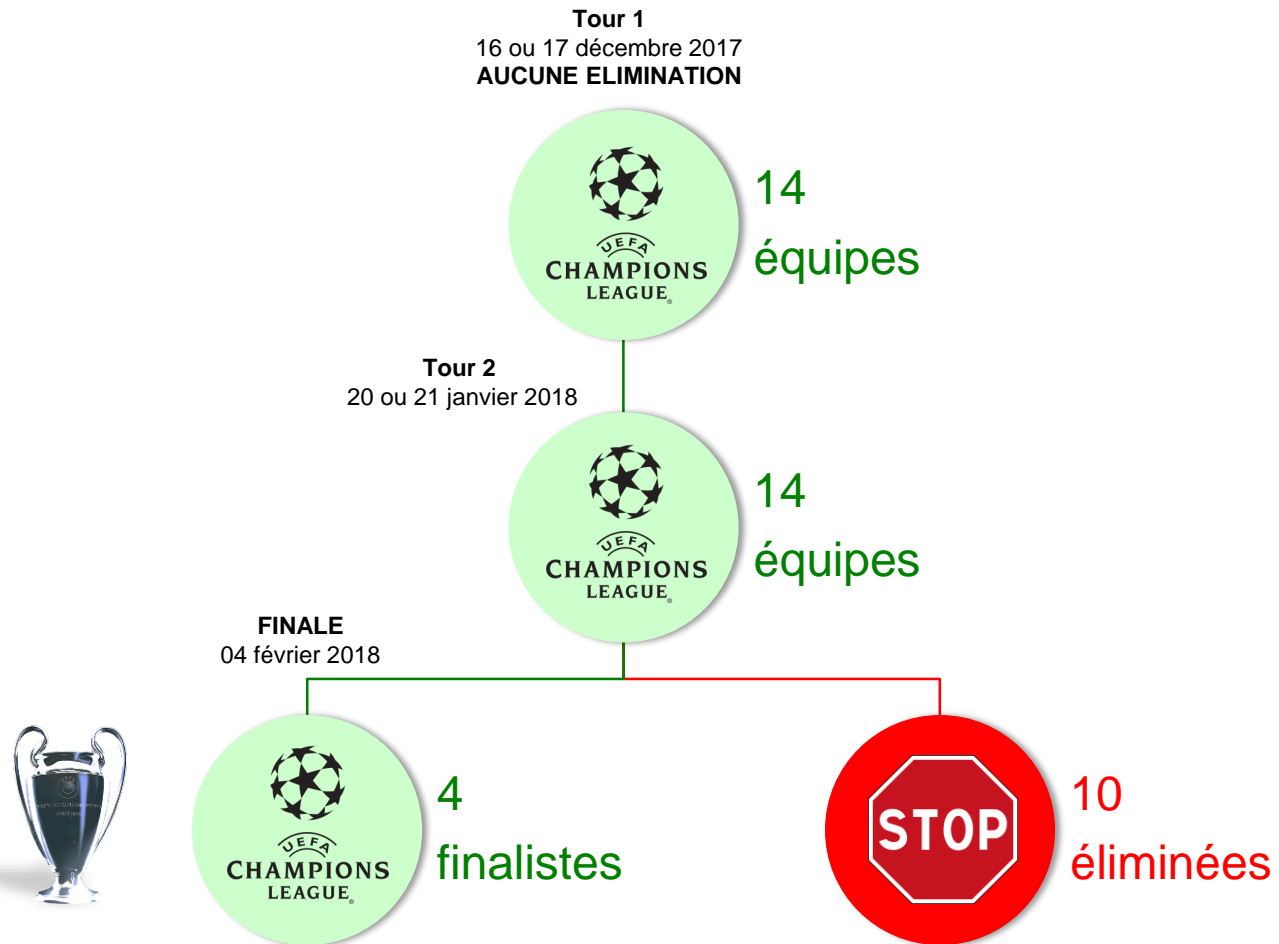 Tour 1
16 ou 17 décembre 2017
AUCUNE ELIMINATION
UEFA
CHAMPIONS
LEAGUE®
14
équipes
Tour 2
20 ou 21 janvier 2018
UEFA
CHAMPIONS
LEAGUE®
14
équipes
FINALE
04 février 2018
UEFA
CHAMPIONS
LEAGUE®
4
finalistes
STOP
10
éliminées